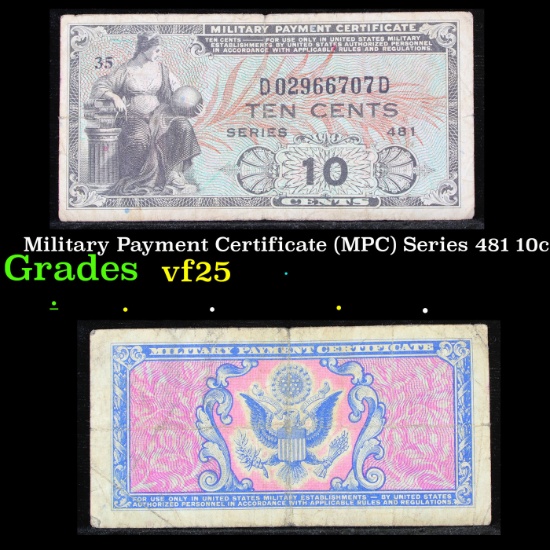 MILITARY PAYMENT CERTIFICATE
TEN CENTS — FOR USE ONLY IN UNITED STATES MILITARY
ESTABLISHMENTS BY UNITED STATES AUTHORIZED PERSONNEL
IN ACCORDANCE WITH APPLICABLE RULES AND REGULATIONS.
35
D02966707D
TEN CENTS
SERIES 481
10
CENTS
Military Payment Certificate (MPC) Series 481 10c
Grades vf25
MILITARY PAYMENT CERTIFICATE
FOR USE ONLY IN UNITED STATES MILITARY ESTABLISHMENTS — BY UNITED STATES
AUTHORIZED PERSONNEL IN ACCORDANCE WITH APPLICABLE RULES AND REGULATIONS.